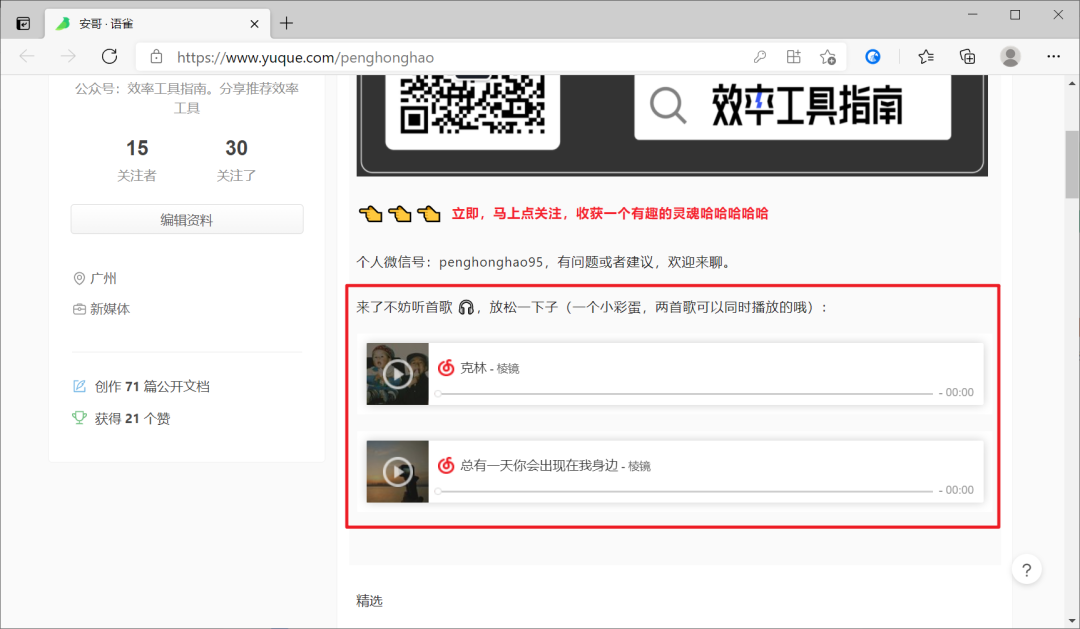 安哥 · 语雀
https://www.yuque.com/penghonghao
公众号：效率工具指南。分享推荐效率
工具
15
30
关注者
关注了
编辑资料
广州
新媒体
创作 71 篇公开文档
获得 21 个赞
效率工具指南
立即，马上点关注，收获一个有趣的灵魂哈哈哈哈哈
个人微信号：penghonghao95，有问题或者建议，欢迎来聊。
来了不妨听首歌 🎧，放松一下子（一个小彩蛋，两首歌可以同时播放的哦）：
克林 - 棱镜
- 00:00
总有一天你会出现在我身边 - 棱镜
- 00:00
精选
?